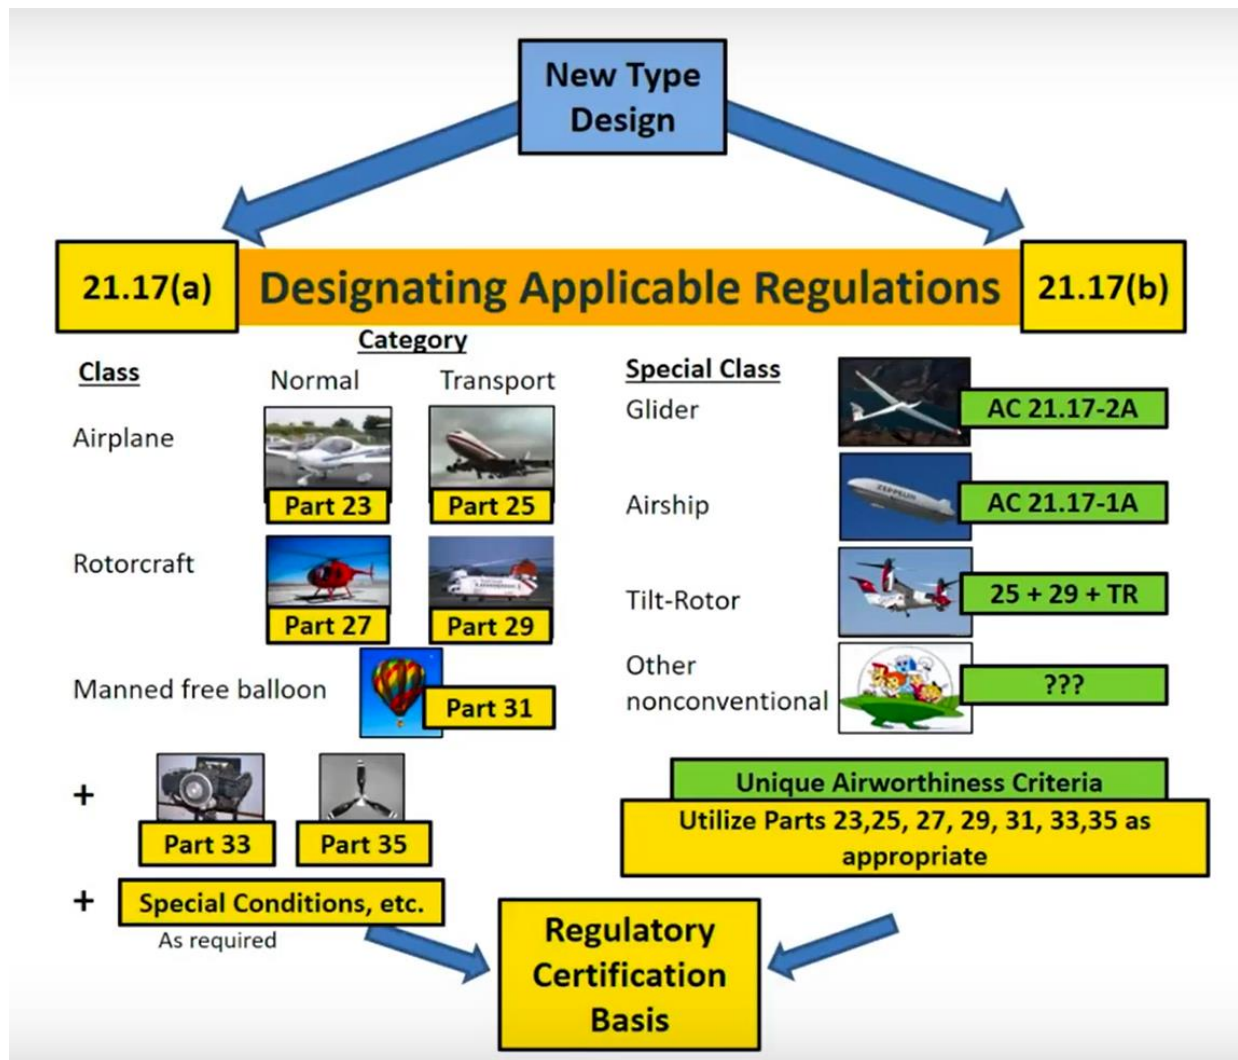 New Type
Design
21.17(a)
Designating Applicable Regulations
21.17(b)
Category
Class
Normal
Transport
Airplane
Part 23
Part 25
Rotorcraft
Part 27
Part 29
Manned free balloon
Part 31
+
Part 33
Part 35
+
Special Conditions, etc.
As required
Special Class
Glider
AC 21.17-2A
Airship
ZEPPELIN
AC 21.17-1A
Tilt-Rotor
25 + 29 + TR
Other
nonconventional
???
Unique Airworthiness Criteria
Utilize Parts 23,25, 27, 29, 31, 33,35 as
appropriate
Regulatory
Certification
Basis